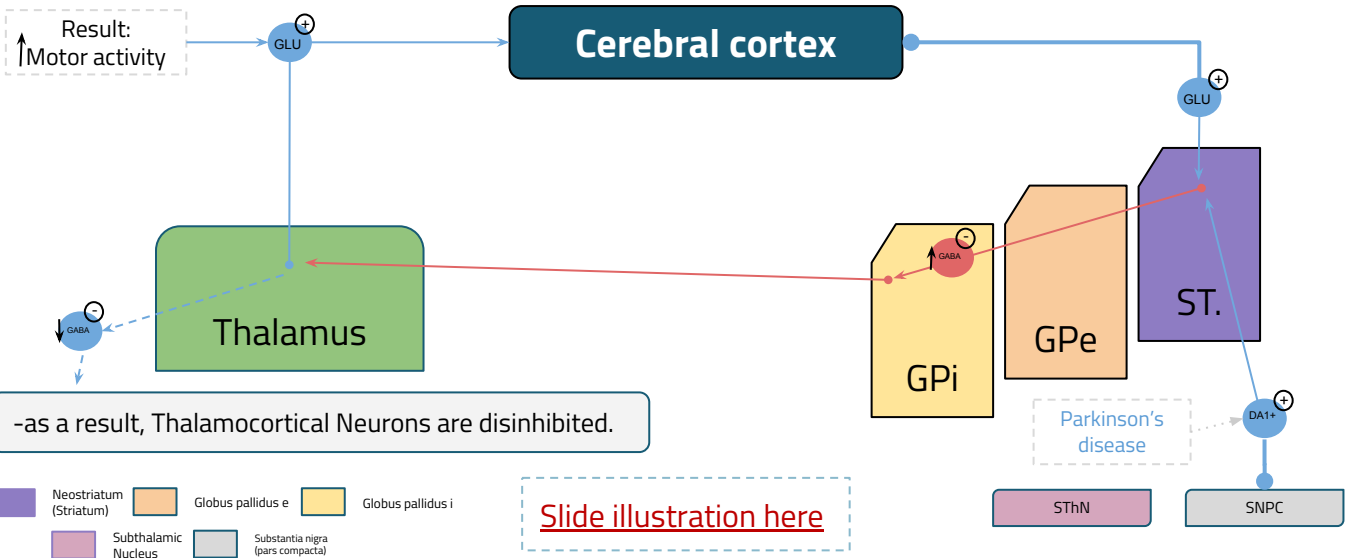 Result:
Motor activity
GLU
+
Cerebral cortex
+
GLU
ST.
GPe
-
GABA
GPi
Thalamus
-
GABA
-as a result, Thalamocortical Neurons are disinhibited.
Parkinson's
disease
DA1+
+
SThN
SNPC
Neostriatum
(Striatum)
Globus pallidus e
Globus pallidus i
Subthalamic
Nucleus
Substantia nigra
(pars compacta)
Slide illustration here